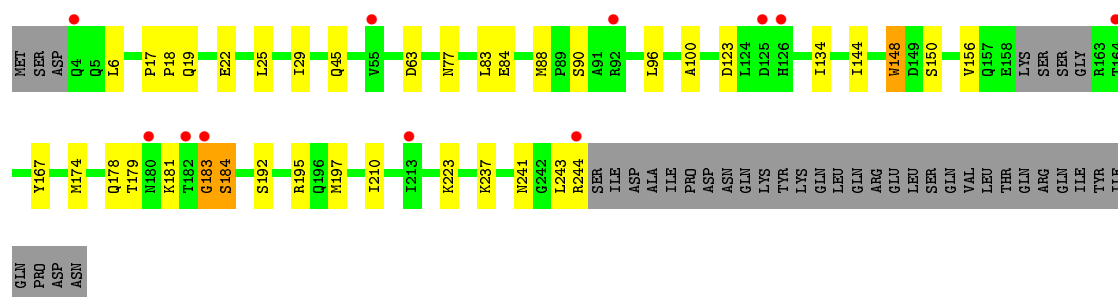 MET SER ASP Q4 Q5 L6 P17 P18 Q19 E22 L25 I29 Q45 V55 D63 N77 L83 E84 M88 P89 S90 A91 R92 L96 A100 D123 L124 D125 H126 I134 I144 W148 D149 S150 V156 Q157 E158 LYS SER SER GLY R163 T164
Y167 M174 Q178 T179 N180 K181 T182 G183 S184 S192 R195 Q196 M197 I210 I213 K223 K237 N241 G242 L243 R244 SER ILE ASP ALA ILE PRO ASP ASN GLN LYS TYR LYS GLN LEU GLN ARG GLU LEU SER GLN VAL LEU THR GLN ARG GLN ILE TYR ILE
GLN PRO ASP ASN